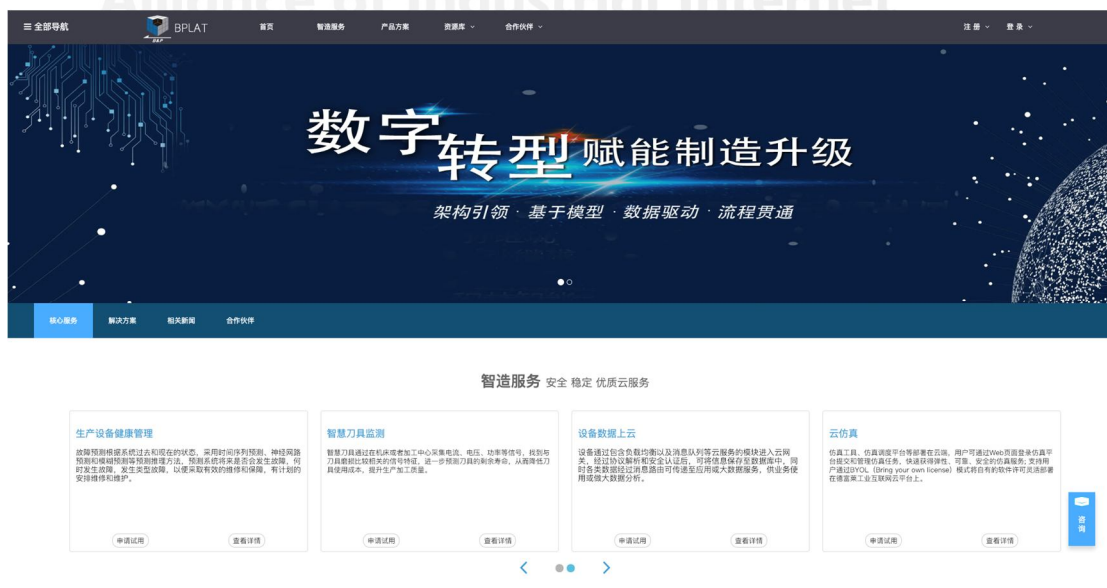 Alliance of Industrial Internet
全部导航
BPLAT
D&P
首页
智造服务
产品方案
资源库
合作伙伴
注 册
登 录
数字转型 赋能制造升级
架构引领 · 基于模型 · 数据驱动 · 流程贯通
核心服务
解决方案
相关新闻
合作伙伴
智造服务 安全 稳定 优质云服务
生产设备健康管理
故障预测根据系统过去和现在的状态，采用时间序列预测、神经网路
预测和模糊预测等预测推理方法，预测系统将来是否会发生故障、何
时发生故障，发生类型故障，以便采取有效的维修和保障，有计划的
安排维修和维护。
申请试用
查看详情
智慧刀具监测
智慧刀具通过在机床或者加工中心采集电流、电压、功率等信号，找到与
刀具磨损比较相关的信号特征，进一步预测刀具的剩余寿命，从而降低刀
具使用成本，提升生产加工质量。
申请试用
查看详情
设备数据上云
设备通过包含负载均衡以及消息队列等云服务的模块进入云网
关，经过协议解析和安全认证后，可将信息保存至数据库中，同
时各类数据经过消息路由可传递至应用或大数据服务，供业务使
用或做大数据分析。
申请试用
查看详情
云仿真
仿真工具，仿真调度平台等部署在云端，用户可通过Web页面登录仿真平
台提交和管理仿真任务，快速获得弹性、可靠、安全的仿真服务; 支持用
户通过BYOL（Bring your own license）模式将自有的软件许可灵活部署
在德富莱工业互联网云平台上。
申请试用
查看详情
咨询